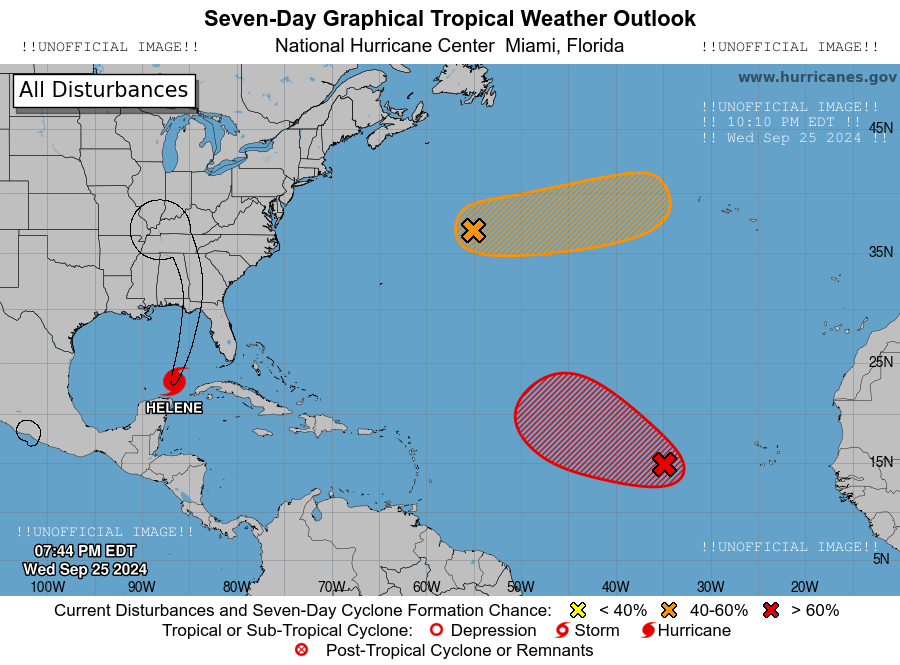 Seven-Day Graphical Tropical Weather Outlook
!!UNOFFICIAL IMAGE!! National Hurricane Center Miami, Florida !!UNOFFICIAL IMAGE!!
All Disturbances
www.hurricanes.gov
!!UNOFFICIAL IMAGE!!
!! 10:10 PM EDT !!
!! Wed Sep 25 2024 !!
45N
35N
25N
HELENE
15N
!!UNOFFICIAL IMAGE!!
!!UNOFFICIAL IMAGE!!
07:44 PM EDT
5N
Wed Sep 25 2024
100W 90W 80W 70W 60W 50W 40W 30W 20W
Current Disturbances and Seven-Day Cyclone Formation Chance: < 40% 40-60% > 60%
Tropical or Sub-Tropical Cyclone: Depression Storm Hurricane
Post-Tropical Cyclone or Remnants